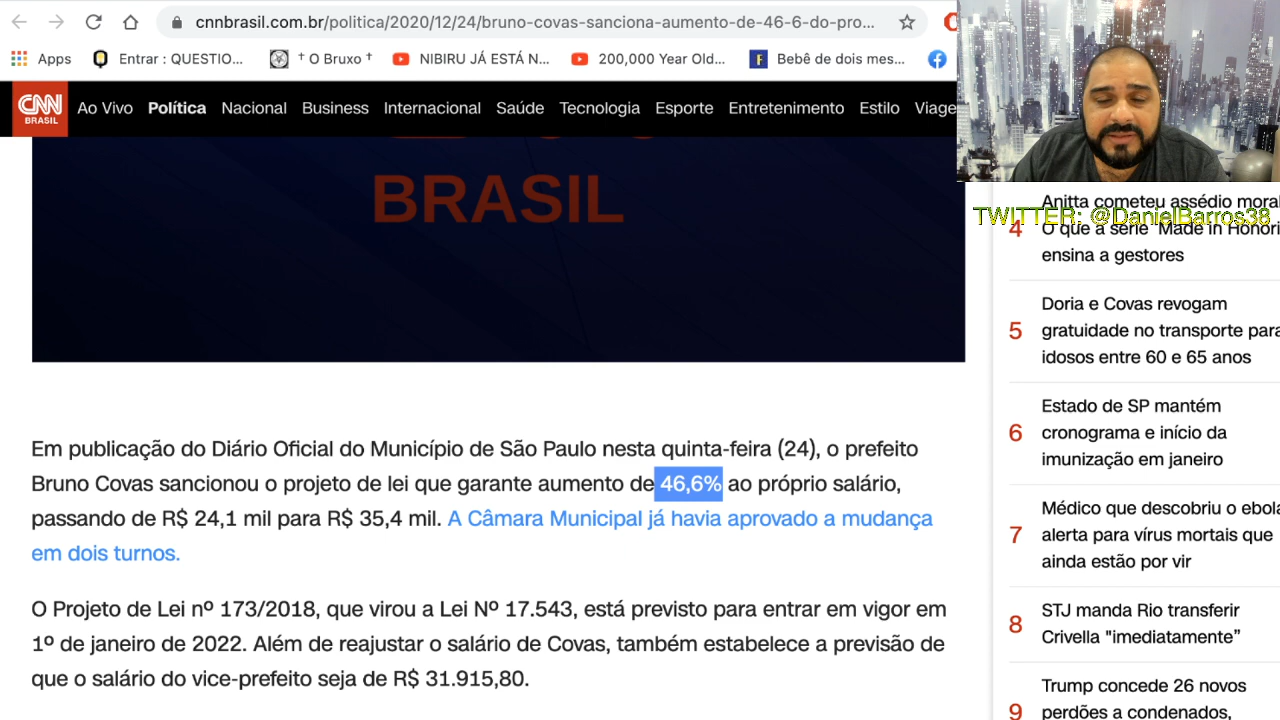 cnnbrasil.com.br/politica/2020/12/24/bruno-covas-sanciona-aumento-de-46-6-do-pro...
Apps
Entrar : QUESTIO...
† O Bruxo †
NIBIRU JÁ ESTÁ N...
200,000 Year Old...
Bebê de dois mes...
CNN
BRASIL
Ao Vivo Política Nacional Business Internacional Saúde Tecnologia Esporte Entretenimento Estilo Viage
BRASIL
TWITTER: @DanielBarros38
Em publicação do Diário Oficial do Município de São Paulo nesta quinta-feira (24), o prefeito
Bruno Covas sancionou o projeto de lei que garante aumento de 46,6% ao próprio salário,
passando de R$ 24,1 mil para R$ 35,4 mil. A Câmara Municipal já havia aprovado a mudança
em dois turnos.
O Projeto de Lei nº 173/2018, que virou a Lei Nº 17.543, está previsto para entrar em vigor em
1º de janeiro de 2022. Além de reajustar o salário de Covas, também estabelece a previsão de
que o salário do vice-prefeito seja de R$ 31.915,80.
4
Anitta cometeu assédio mora
O que a série "Made in Honóri
ensina a gestores
5
Doria e Covas revogam
gratuidade no transporte para
idosos entre 60 e 65 anos
6
Estado de SP mantém
cronograma e início da
imunização em janeiro
7
Médico que descobriu o ebola
alerta para vírus mortais que
ainda estão por vir
8
STJ manda Rio transferir
Crivella "imediatamente”
9
Trump concede 26 novos
perdões a condenados,